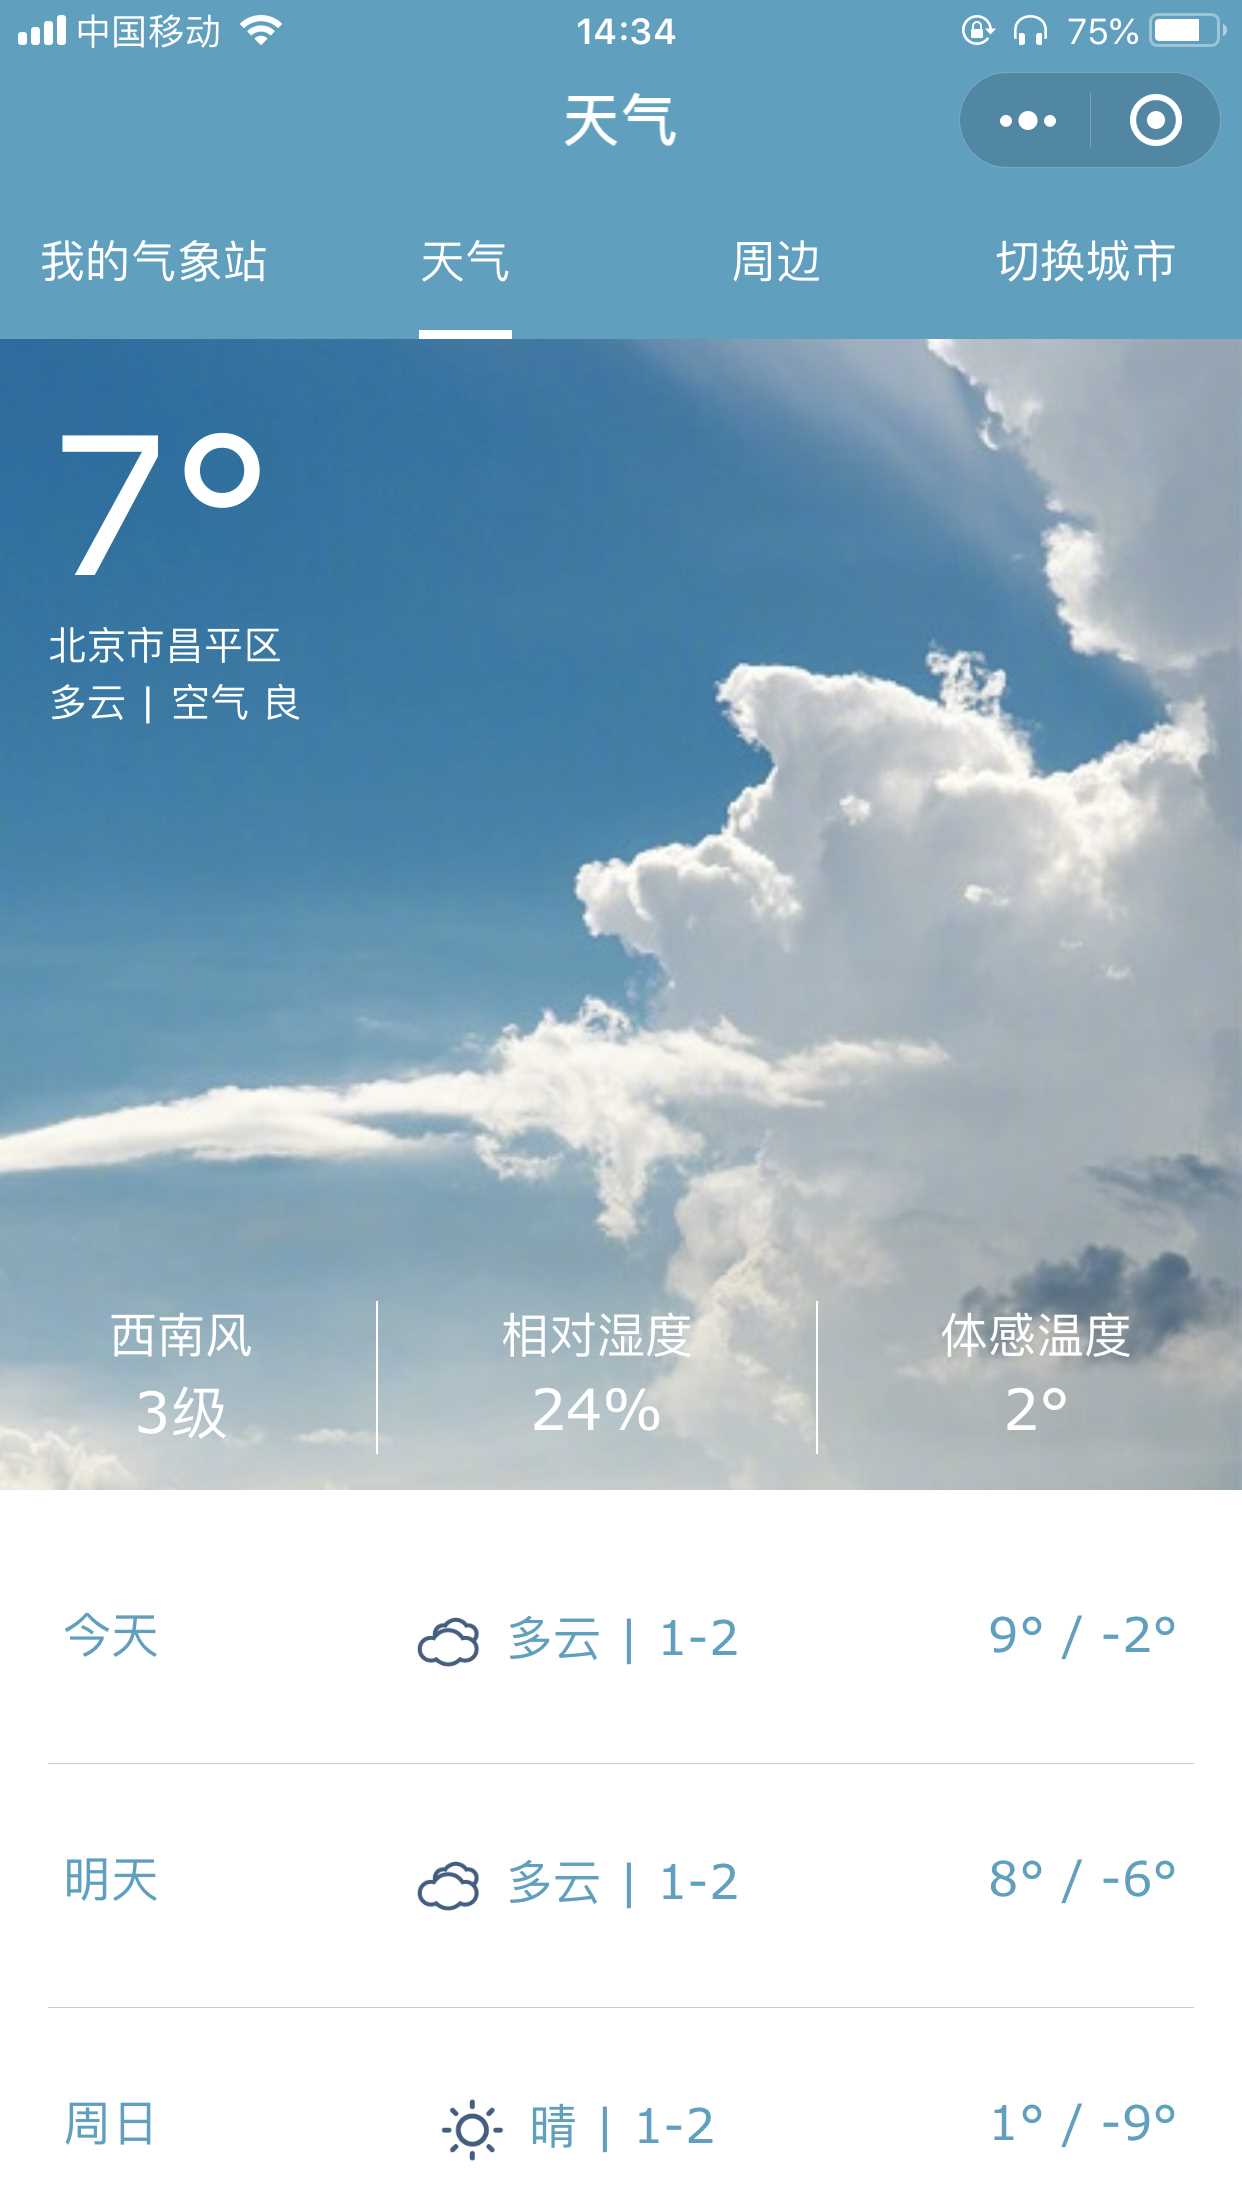 中国移动 14:34 75%
天气
我的气象站 天气 周边 切换城市
7°
北京市昌平区
多云 | 空气 良
西南风 相对湿度 体感温度
3级 24% 2°
今天 多云 | 1-2 9° / -2°
明天 多云 | 1-2 8° / -6°
周日 晴 | 1-2 1° / -9°